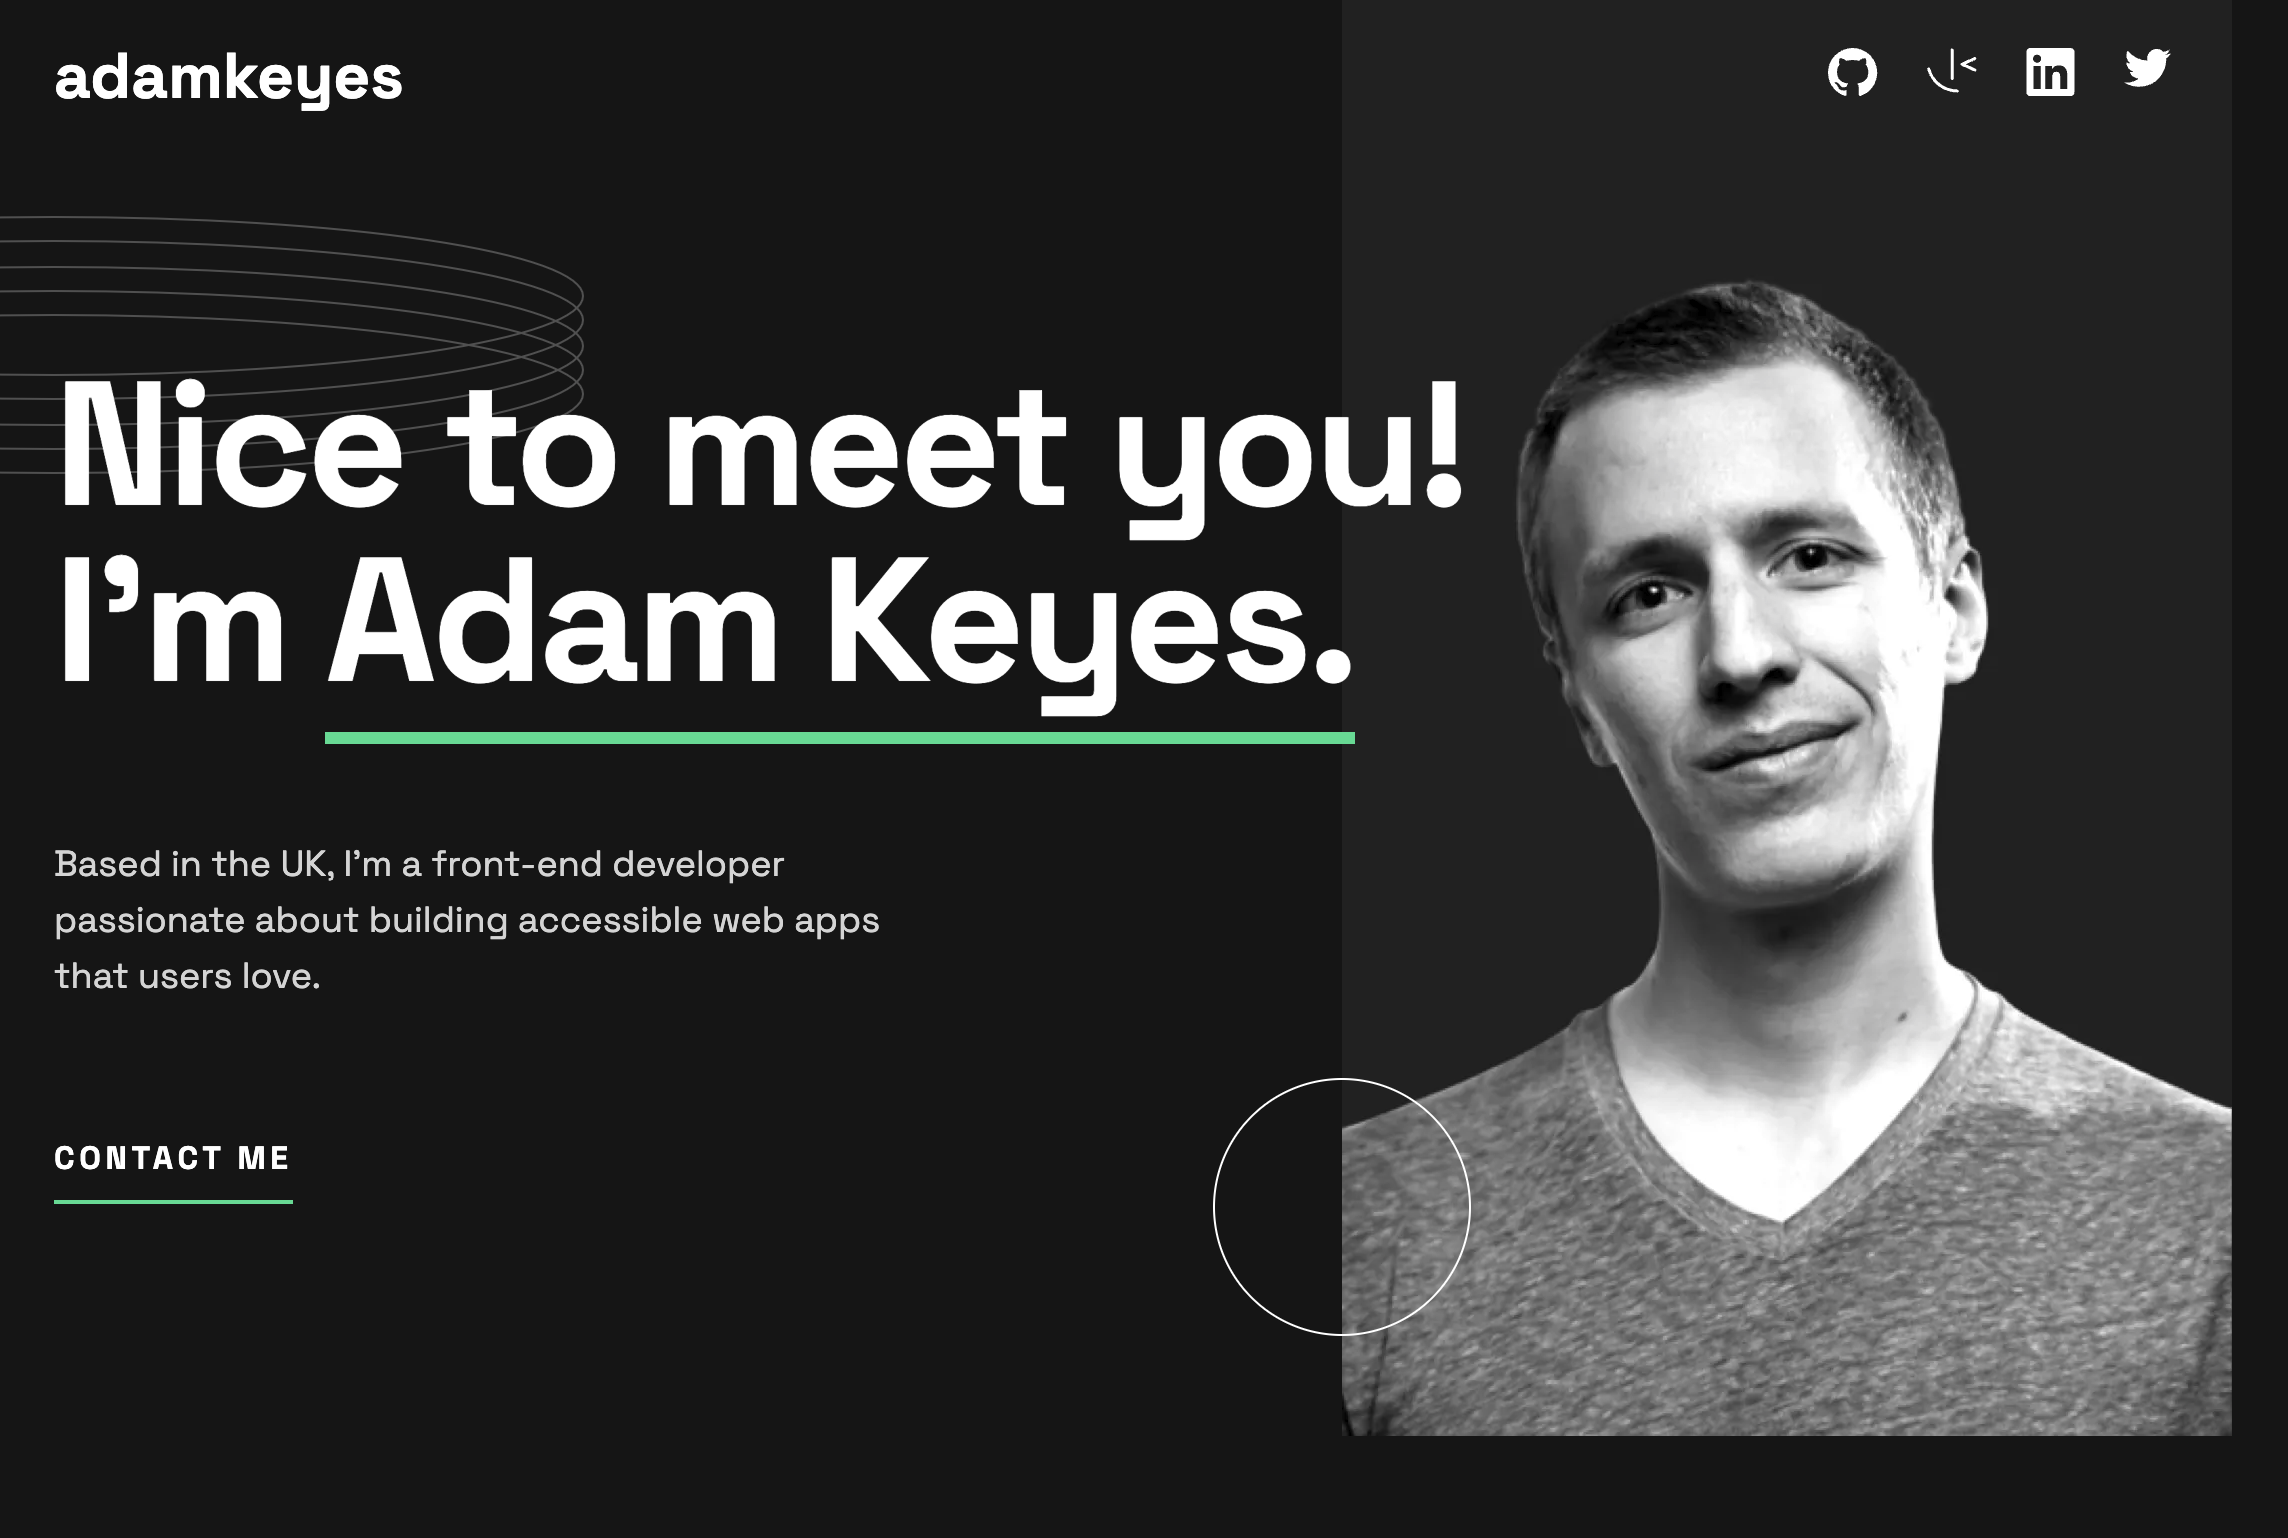 adamkeyes
in
Nice to meet you!
I’m Adam Keyes.
Based in the UK, I’m a front-end developer
passionate about building accessible web apps
that users love.
CONTACT ME